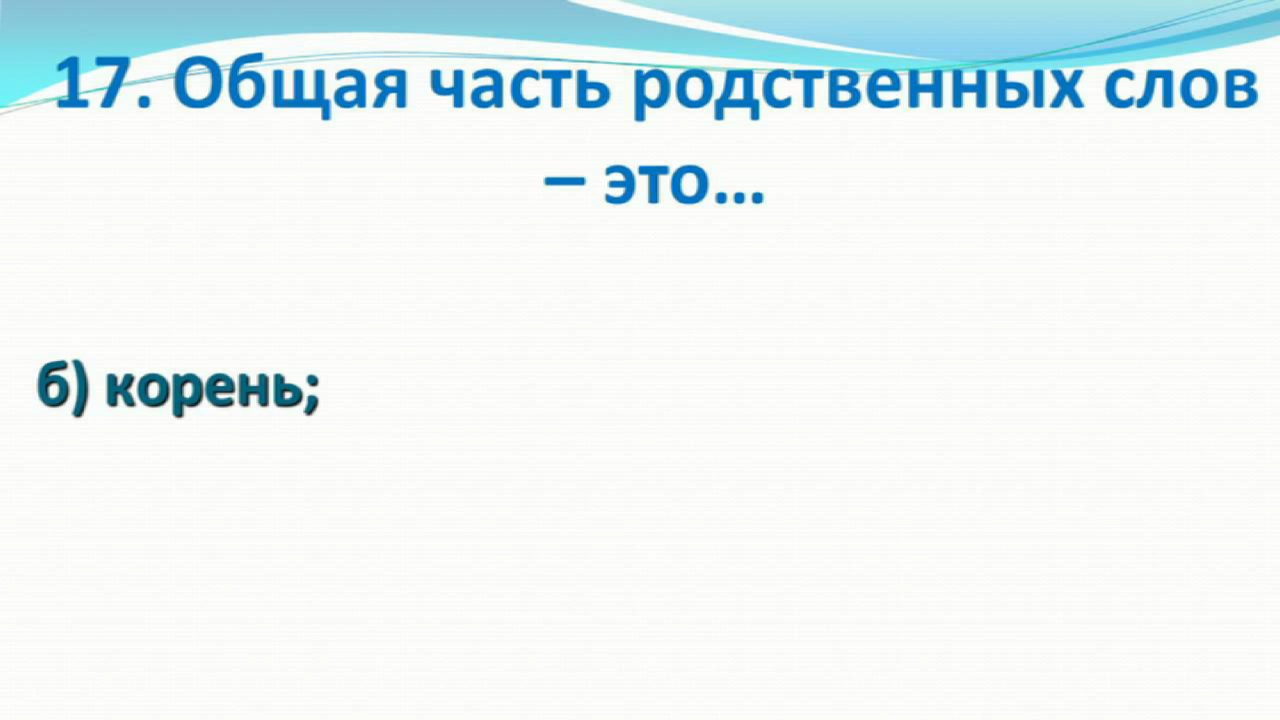 17. Общая часть родственных слов
– это...
б) корень;